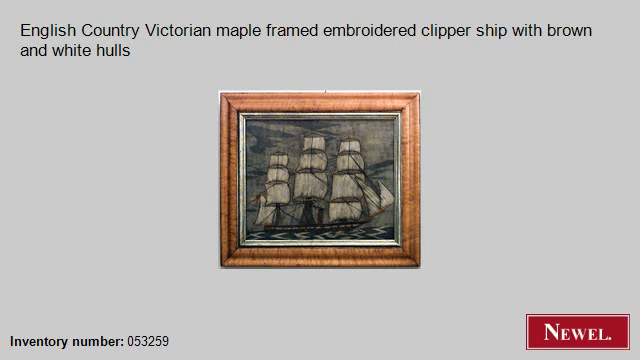 English Country Victorian maple framed embroidered clipper ship with brown
and white hulls
Inventory number: 053259
NEWEL.